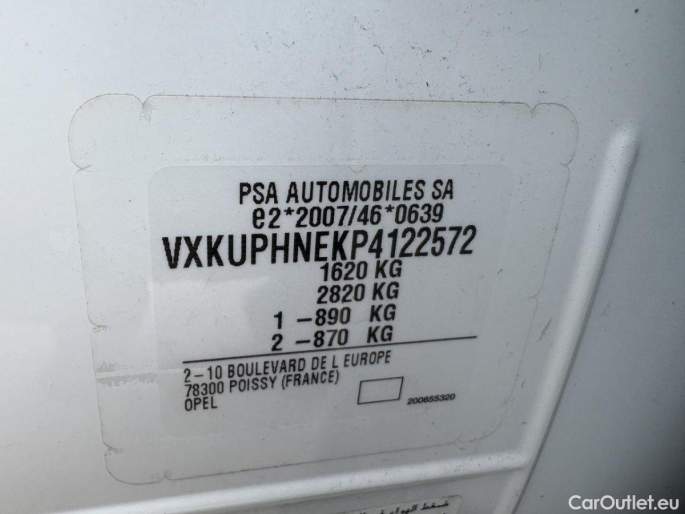 PSA AUTOMOBILES SA
e2*2007/46*0639
VXKUPHNEKP4122572
1620 KG
2820 KG
1 -890 KG
2 -870 KG
2-10 BOULEVARD DE L EUROPE
78300 POISSY (FRANCE)
OPEL
200655320
CarOutlet.eu